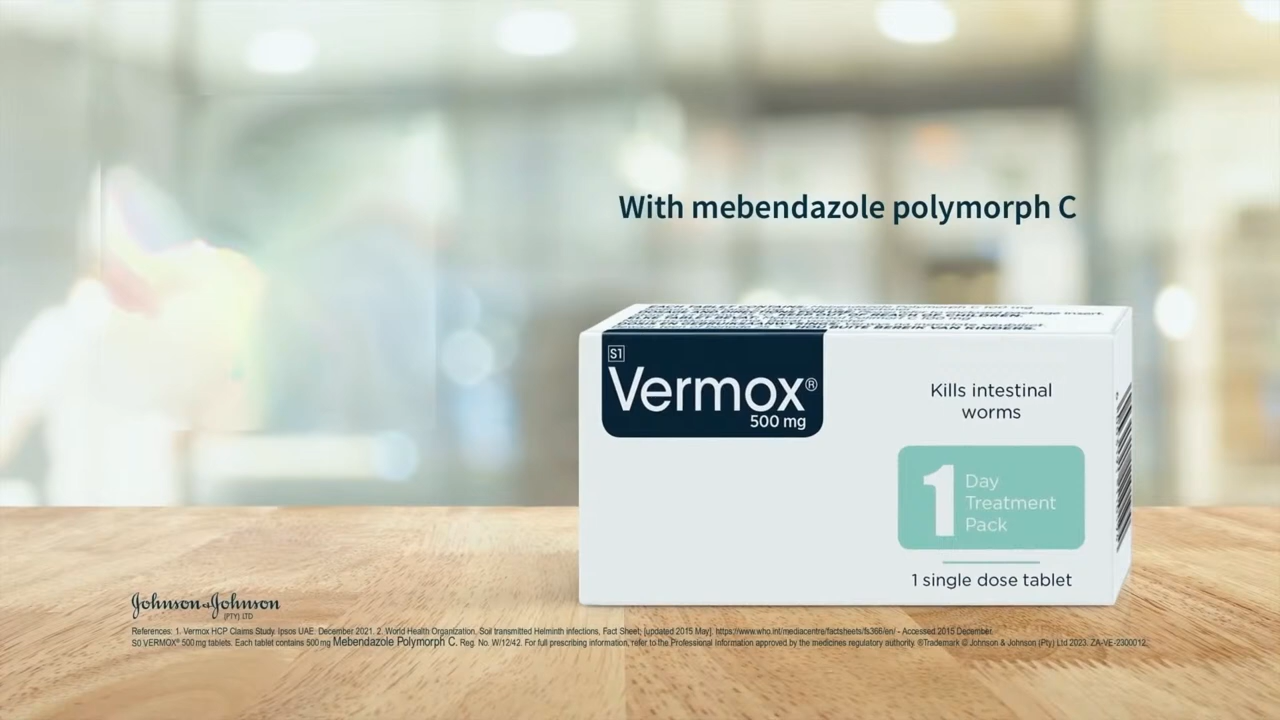 With mebendazole polymorph C
S1
Vermox®
500 mg
Kills intestinal
worms
1
Day
Treatment
Pack
1 single dose tablet
Johnson&Johnson
(PTY) LTD
References: 1. Vermox HCP Claims Study. Ipsos UAE. December 2021. 2. World Health Organization, Soil transmitted Helminth infections, Fact Sheet; [updated 2015 May]. https://www.who.int/mediacentre/factsheets/fs366/en/ - Accessed 2015 December.
S0 VERMOX® 500 mg tablets. Each tablet contains 500 mg Mebendazole Polymorph C. Reg. No. W/12/42. For full prescribing information, refer to the Professional Information approved by the medicines regulatory authority. ®Trademark © Johnson & Johnson (Pty) Ltd 2023. ZA-VE-2300012